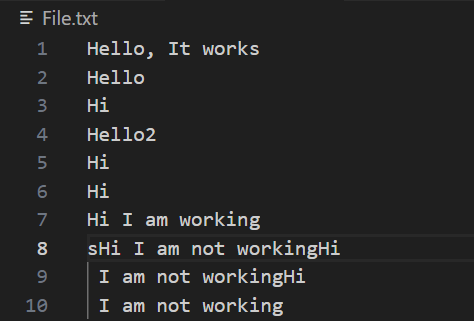 File.txt
1 Hello, It works
2 Hello
3 Hi
4 Hello2
5 Hi
6 Hi
7 Hi I am working
8 sHi I am not workingHi
9 I am not workingHi
10 I am not working